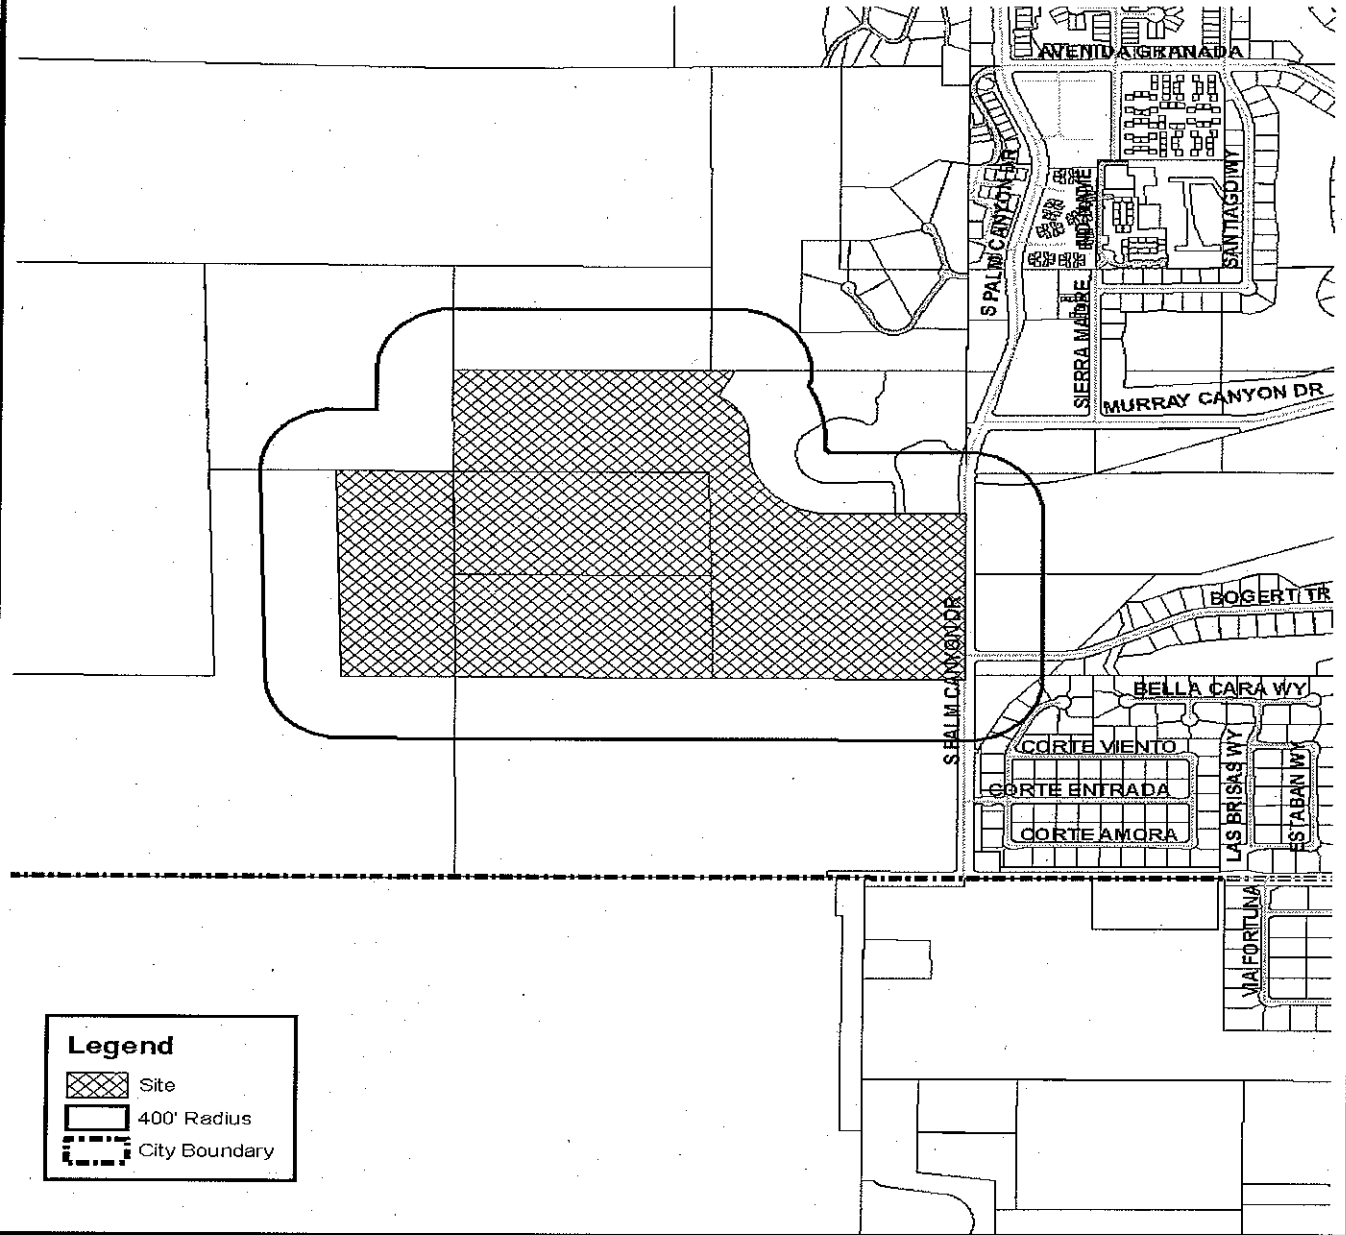 AVENIDA GRANADA
S PALM CANYON DR
SANTIAGO WY
SIERRA MADRE
MURRAY CANYON DR
BOGERT TR
S PALM CANYON DR
BELLA CARA WY
CORTE VIENTO
CORTE ENTRADA
CORTE AMORA
LAS BRISAS WY
ESTABAN WY
VIA FORTUNA
Legend
Site
400' Radius
City Boundary